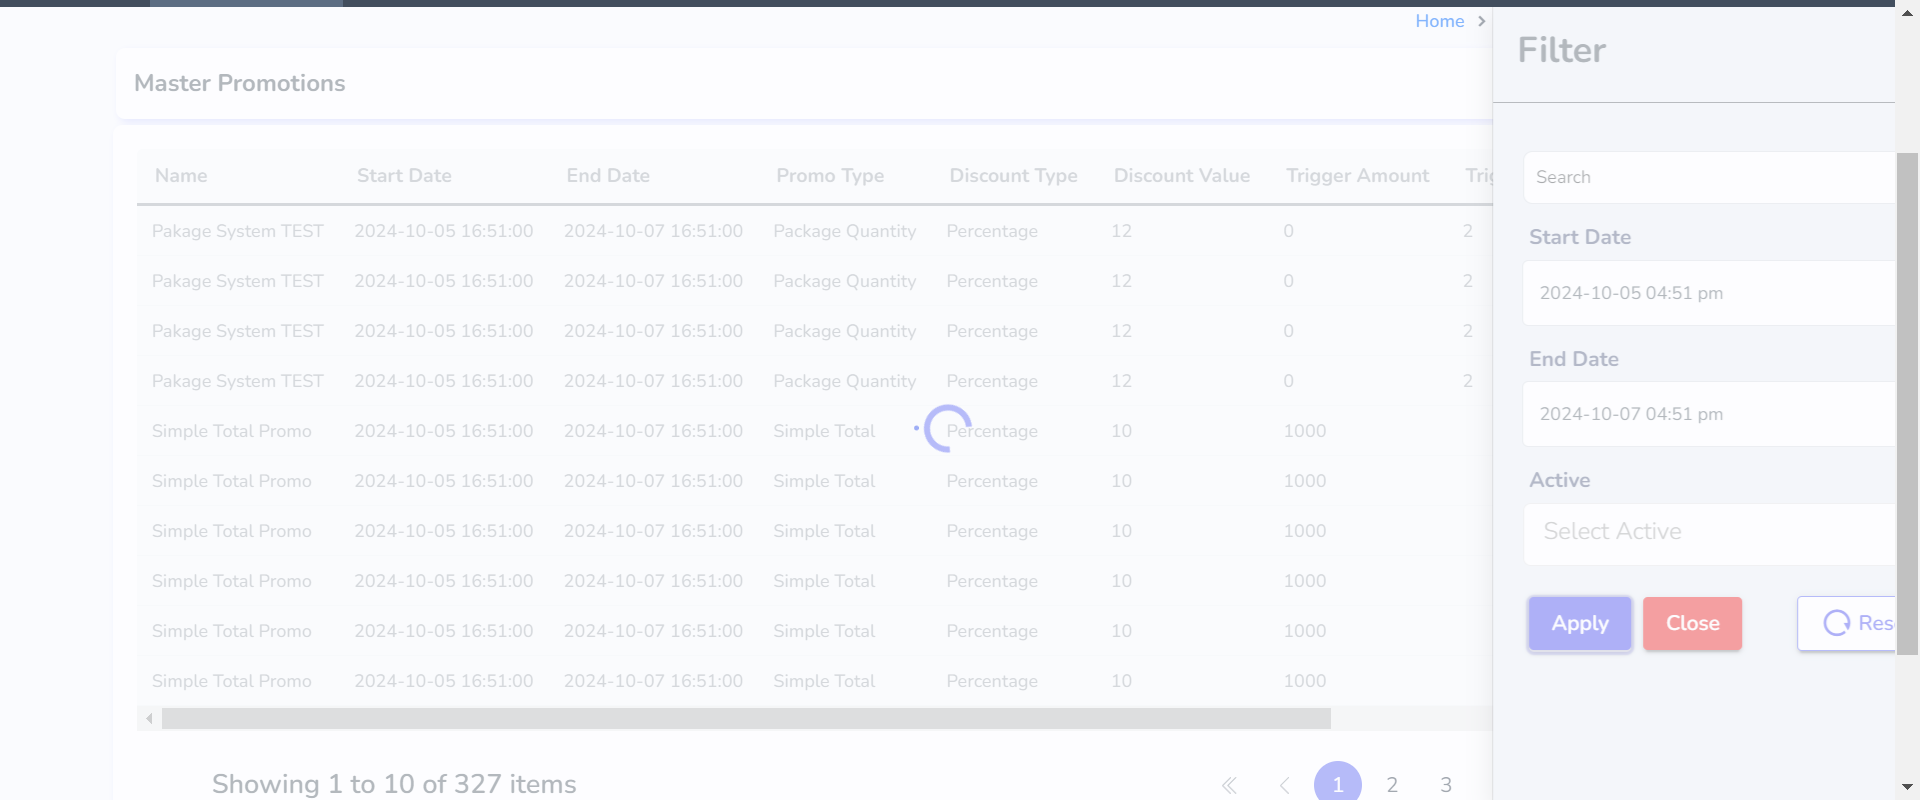 Home
Filter
Master Promotions
Name Start Date End Date Promo Type Discount Type Discount Value Trigger Amount
Pakage System TEST 2024-10-05 16:51:00 2024-10-07 16:51:00 Package Quantity Percentage 12 0 2
Pakage System TEST 2024-10-05 16:51:00 2024-10-07 16:51:00 Package Quantity Percentage 12 0 2
Pakage System TEST 2024-10-05 16:51:00 2024-10-07 16:51:00 Package Quantity Percentage 12 0 2
Pakage System TEST 2024-10-05 16:51:00 2024-10-07 16:51:00 Package Quantity Percentage 12 0 2
Simple Total Promo 2024-10-05 16:51:00 2024-10-07 16:51:00 Simple Total Percentage 10 1000
Simple Total Promo 2024-10-05 16:51:00 2024-10-07 16:51:00 Simple Total Percentage 10 1000
Simple Total Promo 2024-10-05 16:51:00 2024-10-07 16:51:00 Simple Total Percentage 10 1000
Simple Total Promo 2024-10-05 16:51:00 2024-10-07 16:51:00 Simple Total Percentage 10 1000
Simple Total Promo 2024-10-05 16:51:00 2024-10-07 16:51:00 Simple Total Percentage 10 1000
Simple Total Promo 2024-10-05 16:51:00 2024-10-07 16:51:00 Simple Total Percentage 10 1000
Showing 1 to 10 of 327 items
1 2 3
Search
Start Date
2024-10-05 04:51 pm
End Date
2024-10-07 04:51 pm
Active
Select Active
Apply Close